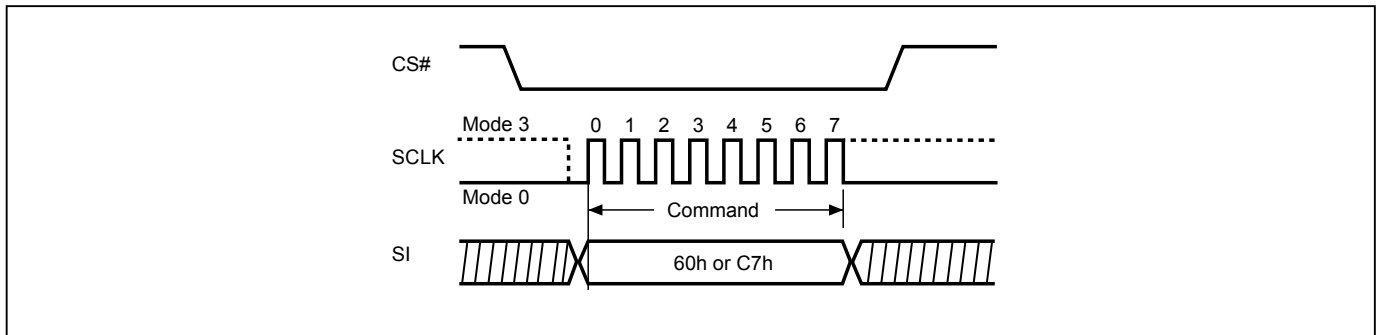 CS#
Mode 3
0 1 2 3 4 5 6 7
SCLK
Mode 0
Command
SI
60h or C7h